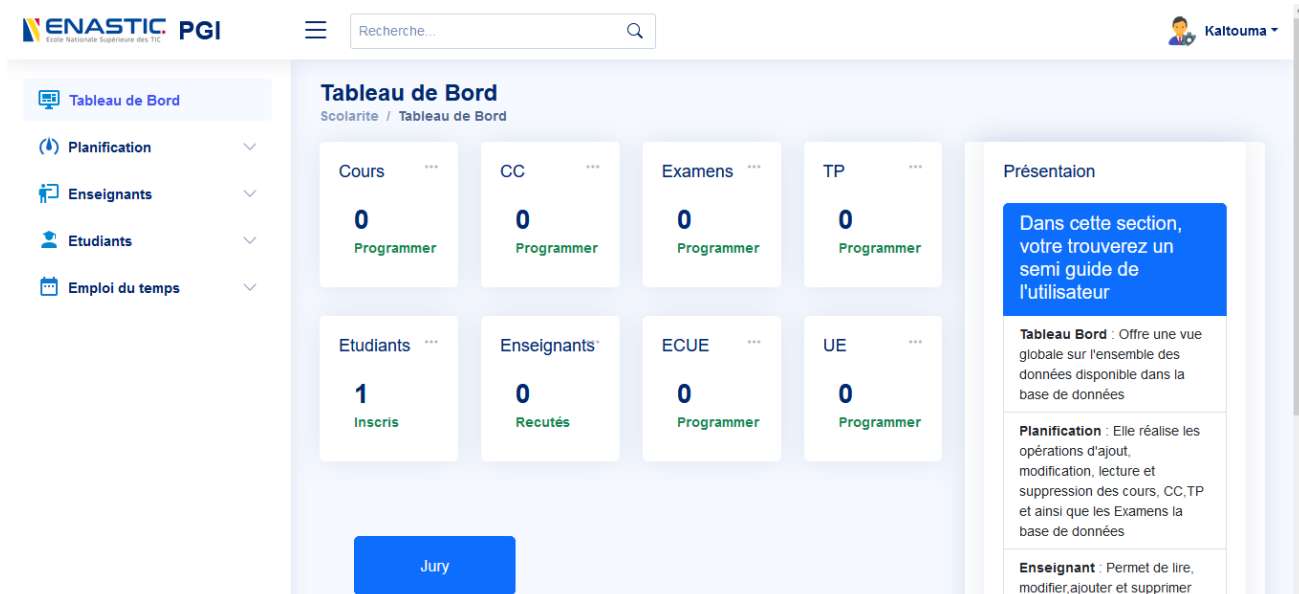 ENASTIC. PGI
Ecole Nationale Supérieure des TIC
Recherche...
Kaltouma
Tableau de Bord
Planification
Enseignants
Etudiants
Emploi du temps
Tableau de Bord
Scolarite / Tableau de Bord
Cours
0
Programmer
CC
0
Programmer
Examens
0
Programmer
TP
0
Programmer
Etudiants
1
Inscris
Enseignants
0
Recutés
ECUE
0
Programmer
UE
0
Programmer
Jury
Présentaion
Dans cette section,
votre trouverez un
semi guide de
l'utilisateur
Tableau Bord : Offre une vue
globale sur l'ensemble des
données disponible dans la
base de données
Planification : Elle réalise les
opérations d'ajout,
modification, lecture et
suppression des cours, CC,TP
et ainsi que les Examens la
base de données
Enseignant : Permet de lire,
modifier,ajouter et supprimer